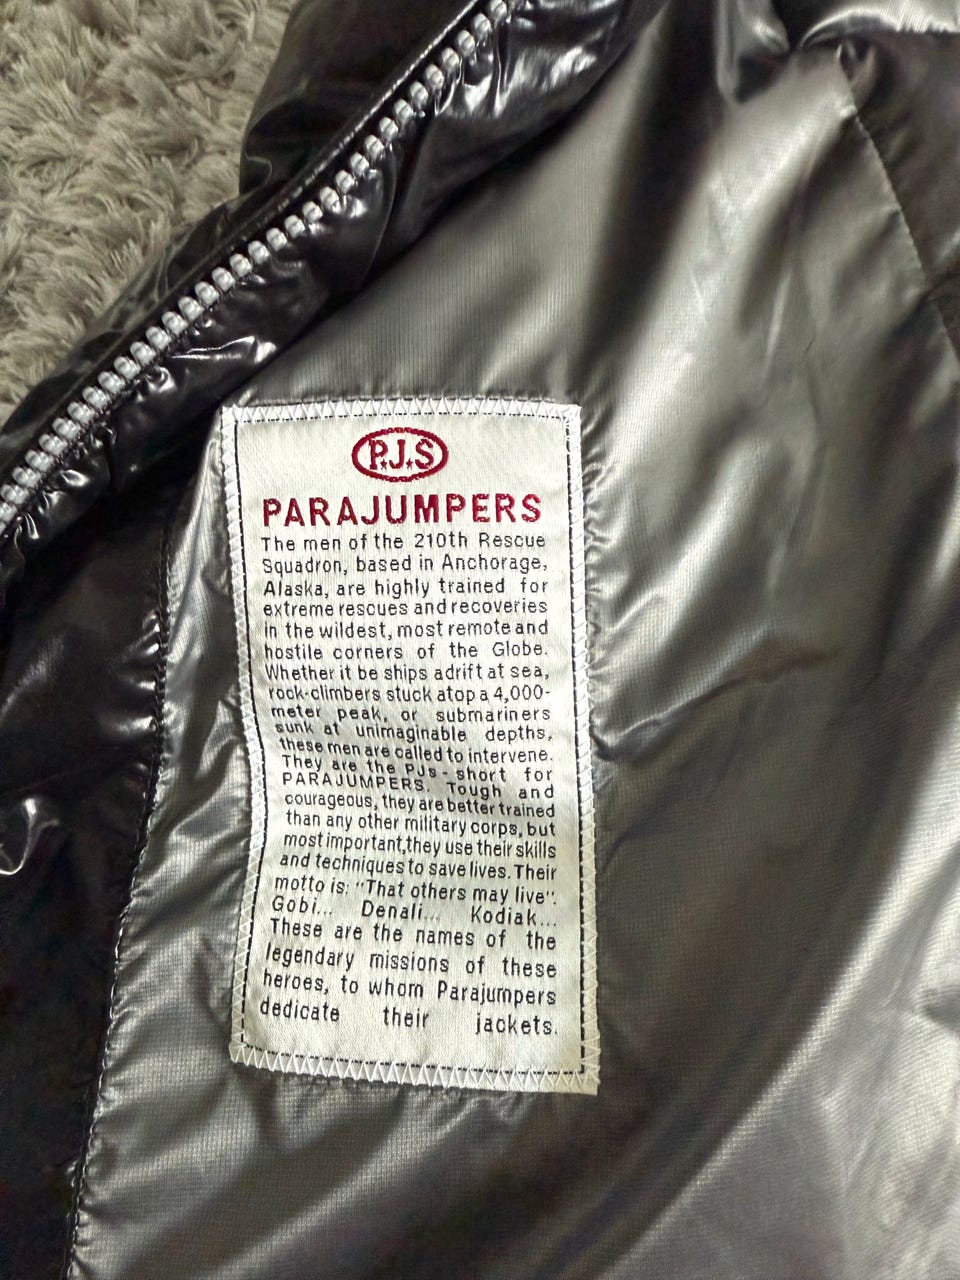 P.J.S
PARAJUMPERS
The men of the 210th Rescue
Squadron, based in Anchorage,
Alaska, are highly trained for
extreme rescues and recoveries
in the wildest, most remote and
hostile corners of the Globe.
Whether it be ships adrift at sea,
rock-climbers stuck atop a 4,000-
meter peak, or submariners
sunk at unimaginable depths,
these men are called to intervene.
They are the PJs - short for
PARAJUMPERS. Tough and
courageous, they are better trained
than any other military corps, but
most important, they use their skills
and techniques to save lives. Their
motto is: "That others may live".
Gobi... Denali... Kodiak...
These are the names of the
legendary missions of these
heroes, to whom Parajumpers
dedicate their jackets.